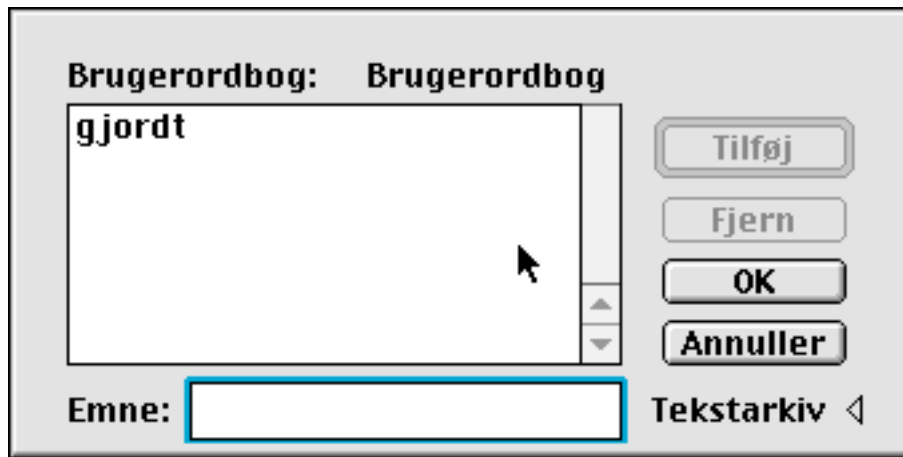 Brugerordbog: Brugerordbog
gjordt
Tilføj
Fjern
OK
Annuller
Emne:
Tekstarkiv